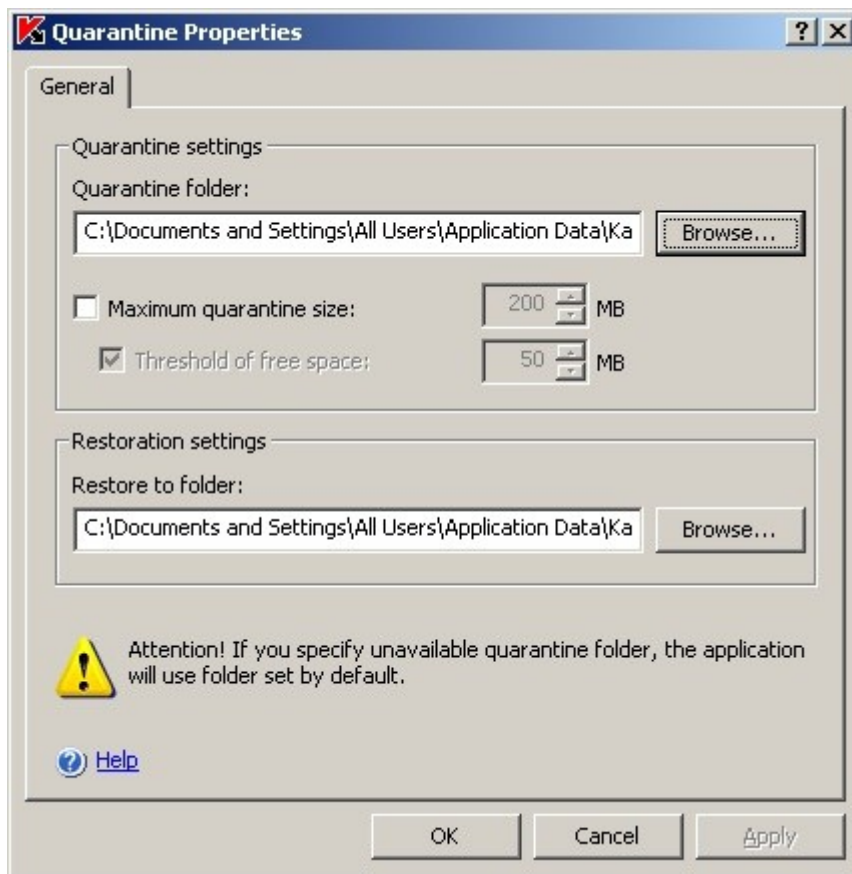 Quarantine Properties
General
Quarantine settings
Quarantine folder:
C:\Documents and Settings\All Users\Application Data\Ka
Browse...
Maximum quarantine size:
200
MB
Threshold of free space:
50
MB
Restoration settings
Restore to folder:
C:\Documents and Settings\All Users\Application Data\Ka
Browse...
Attention! If you specify unavailable quarantine folder, the application
will use folder set by default.
Help
OK
Cancel
Apply